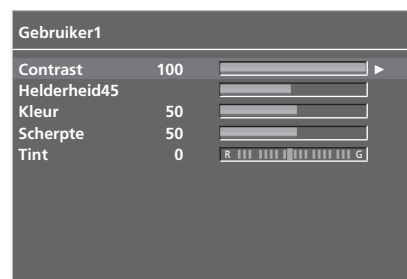 Gebruiker1
Contrast 100
Helderheid45
Kleur 50
Scherpte 50
Tint 0 R G